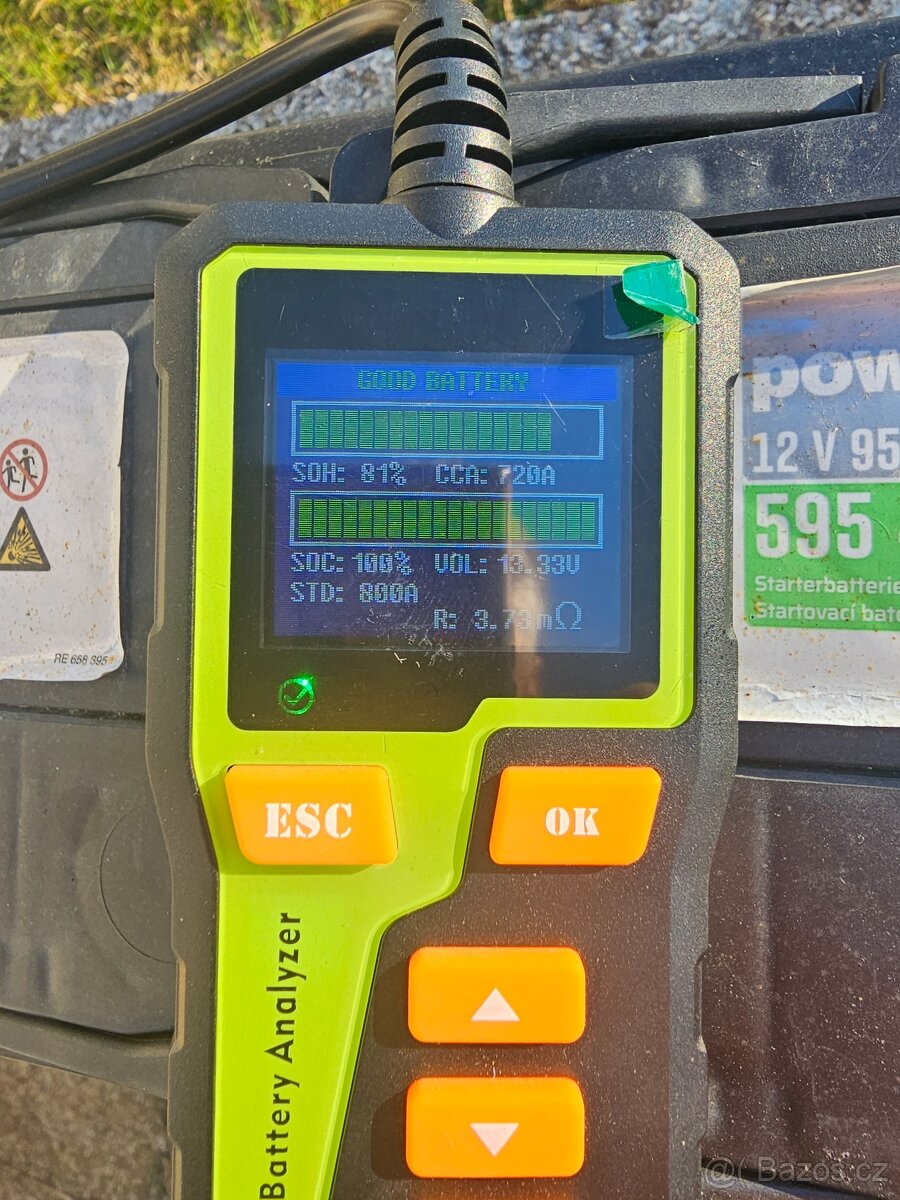 GOOD BATTERY
SOH: 81% CCA: 720A
SOC: 100% VOL: 13.33V
STD: 800A
R: 3.73mΩ
ESC
OK
Battery Analyzer
RE 658 395
pow
12 V 95
595
Starterbatterie
Startovací bate
Bazoš.cz